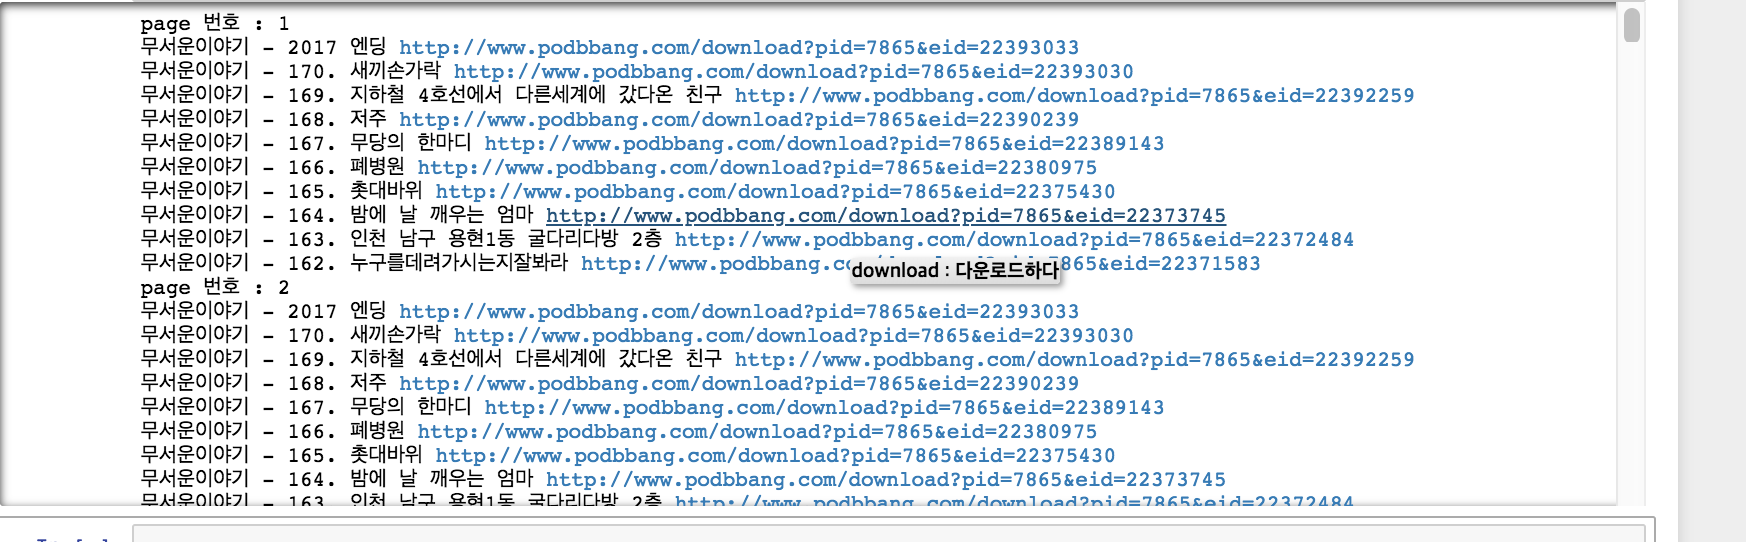 page 번호 : 1
무서운이야기 - 2017 엔딩 http://www.podbbang.com/download?pid=7865&eid=22393033
무서운이야기 - 170. 새끼손가락 http://www.podbbang.com/download?pid=7865&eid=22393030
무서운이야기 - 169. 지하철 4호선에서 다른세계에 갔다온 친구 http://www.podbbang.com/download?pid=7865&eid=22392259
무서운이야기 - 168. 저주 http://www.podbbang.com/download?pid=7865&eid=22390239
무서운이야기 - 167. 무당의 한마디 http://www.podbbang.com/download?pid=7865&eid=22389143
무서운이야기 - 166. 폐병원 http://www.podbbang.com/download?pid=7865&eid=22380975
무서운이야기 - 165. 촛대바위 http://www.podbbang.com/download?pid=7865&eid=22375430
무서운이야기 - 164. 밤에 날 깨우는 엄마 http://www.podbbang.com/download?pid=7865&eid=22373745
무서운이야기 - 163. 인천 남구 용현1동 굴다리다방 2층 http://www.podbbang.com/download?pid=7865&eid=22372484
무서운이야기 - 162. 누구를데려가시는지잘봐라 http://www.podbbang.c 865&eid=22371583
download : 다운로드하다
page 번호 : 2
무서운이야기 - 2017 엔딩 http://www.podbbang.com/download?pid=7865&eid=22393033
무서운이야기 - 170. 새끼손가락 http://www.podbbang.com/download?pid=7865&eid=22393030
무서운이야기 - 169. 지하철 4호선에서 다른세계에 갔다온 친구 http://www.podbbang.com/download?pid=7865&eid=22392259
무서운이야기 - 168. 저주 http://www.podbbang.com/download?pid=7865&eid=22390239
무서운이야기 - 167. 무당의 한마디 http://www.podbbang.com/download?pid=7865&eid=22389143
무서운이야기 - 166. 폐병원 http://www.podbbang.com/download?pid=7865&eid=22380975
무서운이야기 - 165. 촛대바위 http://www.podbbang.com/download?pid=7865&eid=22375430
무서운이야기 - 164. 밤에 날 깨우는 엄마 http://www.podbbang.com/download?pid=7865&eid=22373745
무서운이야기 - 163. 인천 남구 용현1동 굴다리다방 2층 http://www.podbbang.com/download?pid=7865&eid=22372484